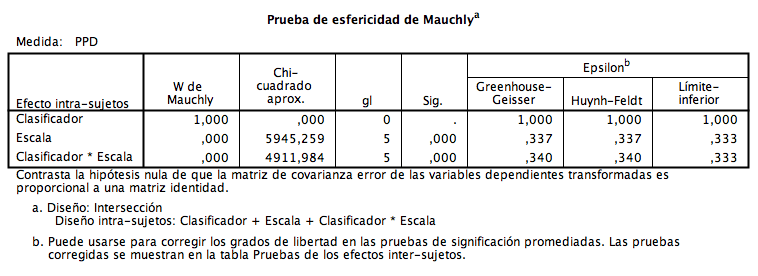 Prueba de esfericidad de Mauchlyᵃ
Medida: PPD
Epsilonᵇ
Efecto intra-sujetos W de Mauchly Chi-cuadrado aprox. gl Sig. Greenhouse-Geisser Huynh-Feldt Límite-inferior
Clasificador 1,000 ,000 0 . 1,000 1,000 1,000
Escala ,000 5945,259 5 ,000 ,337 ,337 ,333
Clasificador * Escala ,000 4911,984 5 ,000 ,340 ,340 ,333
Contrasta la hipótesis nula de que la matriz de covarianza error de las variables dependientes transformadas es
proporcional a una matriz identidad.
a. Diseño: Intersección
Diseño intra-sujetos: Clasificador + Escala + Clasificador * Escala
b. Puede usarse para corregir los grados de libertad en las pruebas de significación promediadas. Las pruebas
corregidas se muestran en la tabla Pruebas de los efectos inter-sujetos.